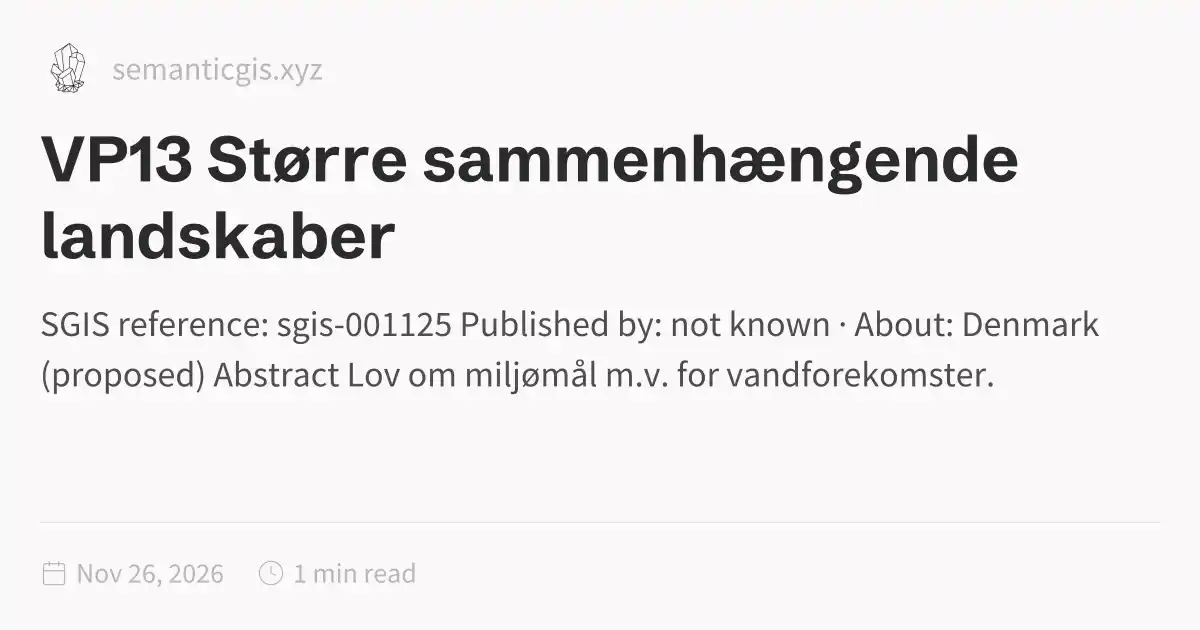 semanticgis.xyz
VP13 Større sammenhængende
landskaber
SGIS reference: sgis-001125 Published by: not known · About: Denmark
(proposed) Abstract Lov om miljømål m.v. for vandforekomster.
Nov 26, 2026 1 min read